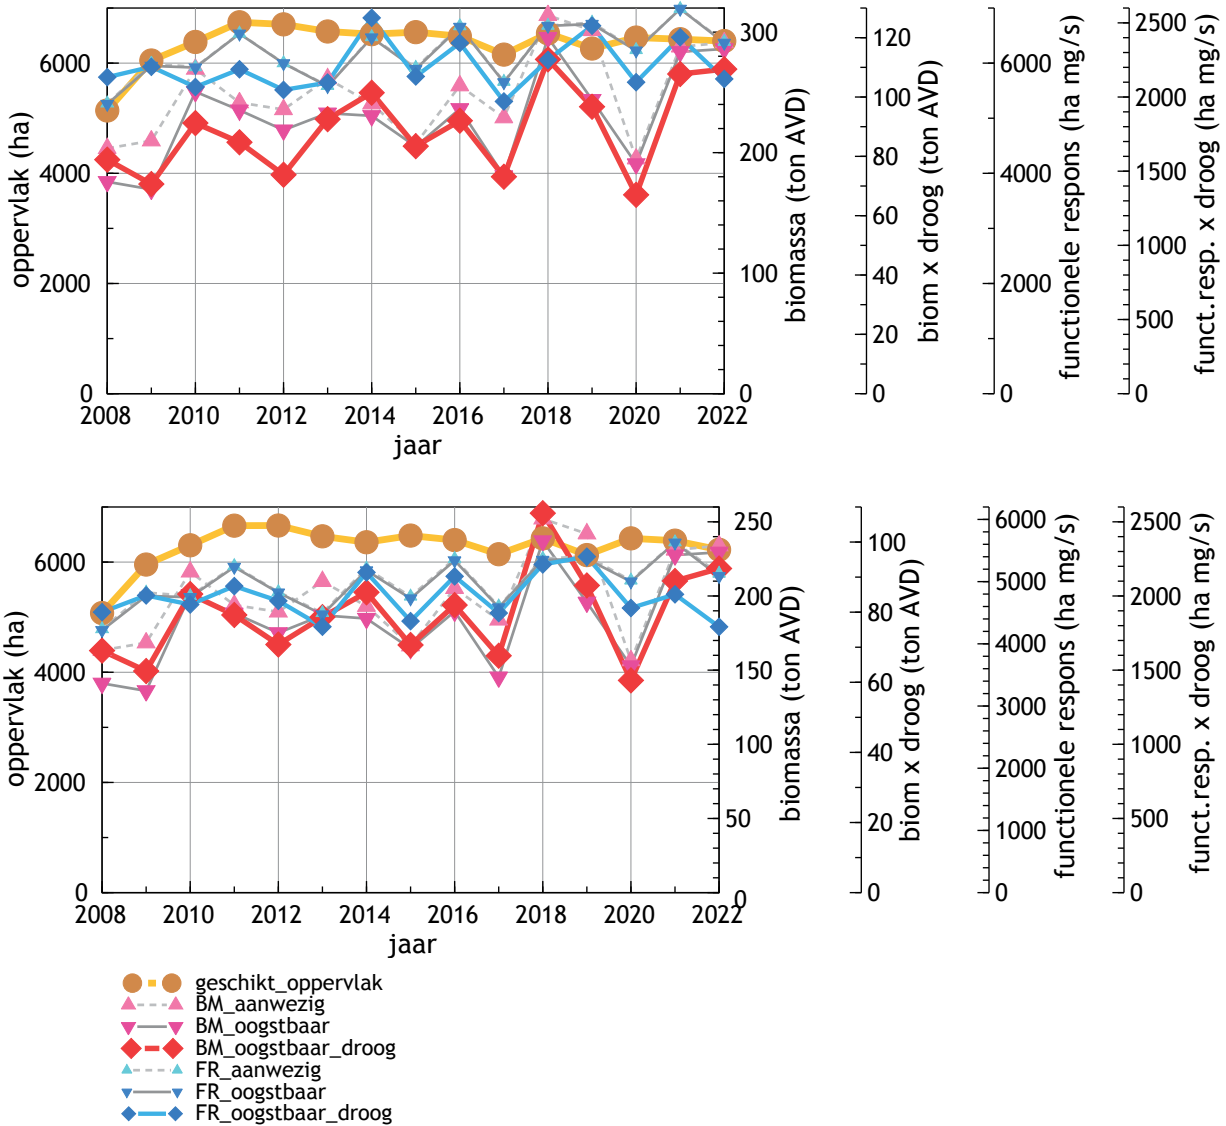 oppervlak (ha)
6000
4000
2000
0
2008 2010 2012 2014 2016 2018 2020 2022
jaar
300
200
100
0
biomassa (ton AVD)
120
100
80
60
40
20
0
biom x droog (ton AVD)
6000
4000
2000
0
functionele respons (ha mg/s)
2500
2000
1500
1000
500
0
funct.resp. x droog (ha mg/s)
oppervlak (ha)
6000
4000
2000
0
2008 2010 2012 2014 2016 2018 2020 2022
jaar
250
200
150
100
50
0
biomassa (ton AVD)
100
80
60
40
20
0
biom x droog (ton AVD)
6000
5000
4000
3000
2000
1000
0
functionele respons (ha mg/s)
2500
2000
1500
1000
500
0
funct.resp. x droog (ha mg/s)
geschikt_oppervlak
BM_aanwezig
BM_oogstbaar
BM_oogstbaar_droog
FR_aanwezig
FR_oogstbaar
FR_oogstbaar_droog